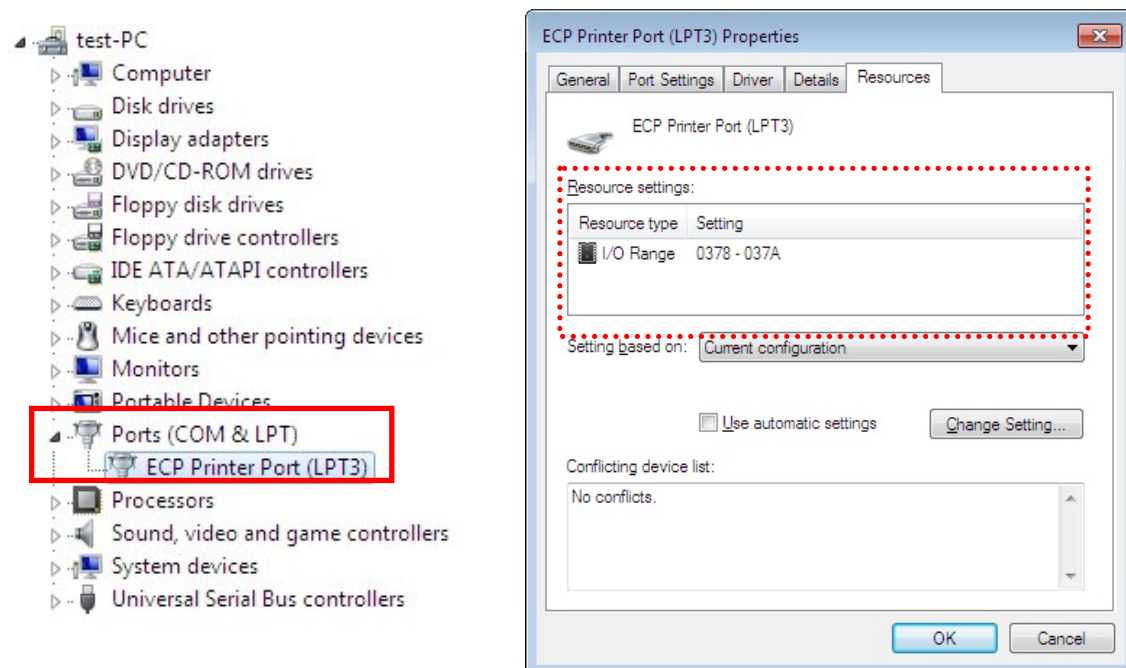 test-PC
Computer
Disk drives
Display adapters
DVD/CD-ROM drives
Floppy disk drives
Floppy drive controllers
IDE ATA/ATAPI controllers
Keyboards
Mice and other pointing devices
Monitors
Portable Devices
Ports (COM & LPT)
ECP Printer Port (LPT3)
Processors
Sound, video and game controllers
System devices
Universal Serial Bus controllers
ECP Printer Port (LPT3) Properties
General Port Settings Driver Details Resources
ECP Printer Port (LPT3)
Resource settings:
Resource type Setting
I/O Range 0378 - 037A
Setting based on: Current configuration
Use automatic settings Change Setting...
Conflicting device list:
No conflicts.
OK Cancel